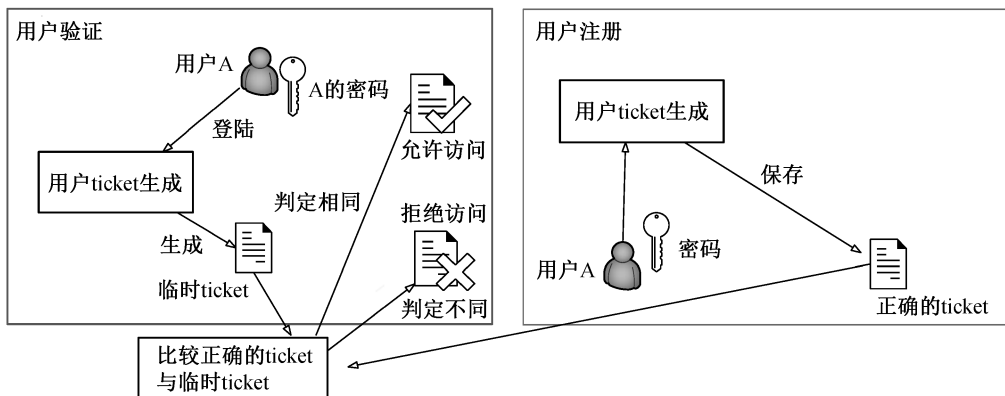 用户验证
用户A
A的密码
登陆
允许访问
用户ticket生成
判定相同
拒绝访问
生成
临时ticket
判定不同
比较正确的ticket
与临时ticket
用户注册
用户ticket生成
保存
密码
用户A
正确的ticket